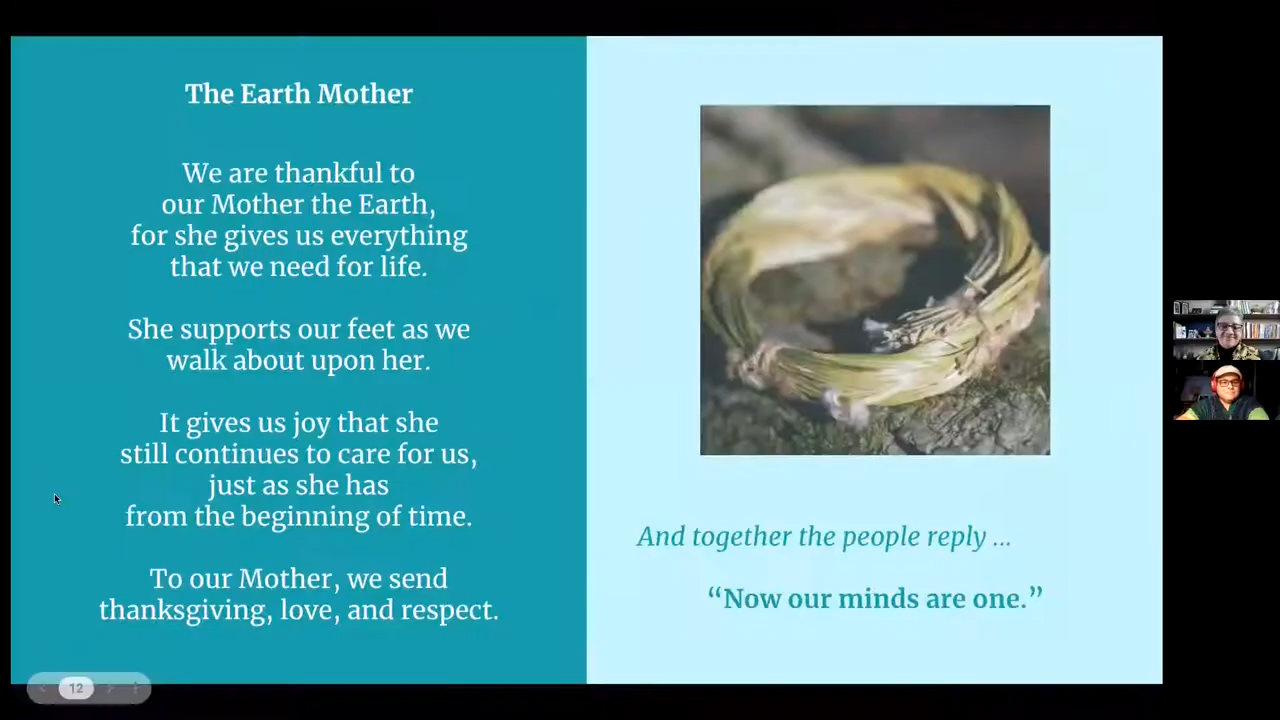 The Earth Mother
We are thankful to
our Mother the Earth,
for she gives us everything
that we need for life.
She supports our feet as we
walk about upon her.
It gives us joy that she
still continues to care for us,
just as she has
from the beginning of time.
To our Mother, we send
thanksgiving, love, and respect.
And together the people reply ...
“Now our minds are one.”
12